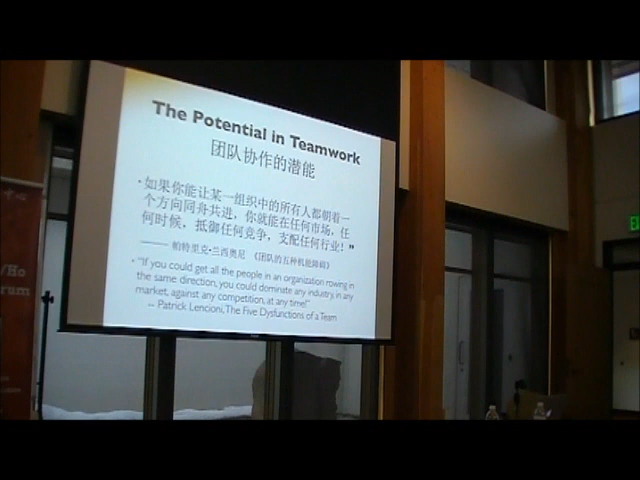 The Potential in Teamwork
团队协作的潜能
·如果你能让某一组织中的所有人都朝着一
个方向同舟共进，你就能在任何市场，任
何时候，抵御任何竞争，支配任何行业！”
—— 帕特里克·兰西奥尼 《团队的五种机能障碍》
• "If you could get all the people in an organization rowing in
the same direction, you could dominate any industry, in any
market, against any competition, at any time!"
-- Patrick Lencioni, The Five Dysfunctions of a Team
中心
/Ho
rum
E